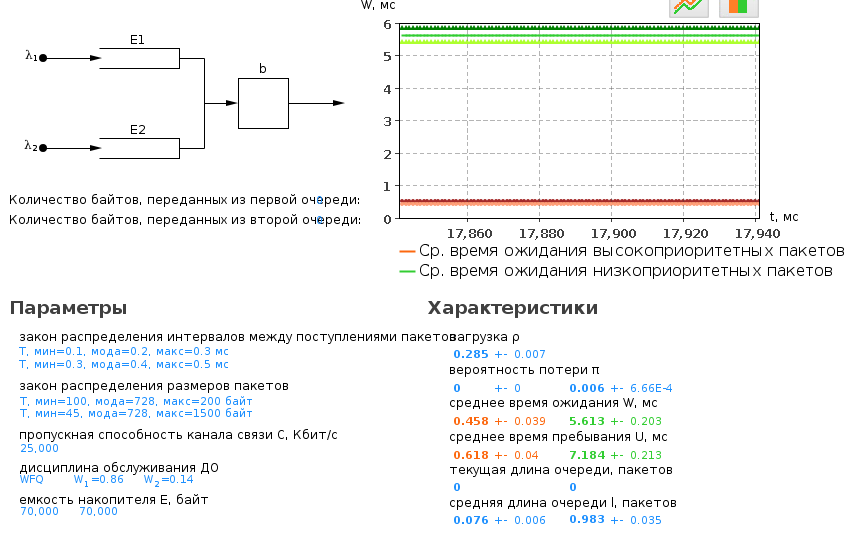 W, мс
E1
λ₁
b
E2
λ₂
Количество байтов, переданных из первой очереди:
Количество байтов, переданных из второй очереди:
6
5
4
3
2
1
0
17,860 17,880 17,900 17,920 17,940
t, мс
Ср. время ожидания высокоприоритетных пакетов
Ср. время ожидания низкоприоритетных пакетов
Параметры
закон распределения интервалов между поступлениями пакетов
T, мин=0.1, мода=0.2, макс=0.3 мс
T, мин=0.3, мода=0.4, макс=0.5 мс
закон распределения размеров пакетов
T, мин=100, мода=728, макс=200 байт
T, мин=45, мода=728, макс=1500 байт
пропускная способность канала связи С, Кбит/с
25,000
дисциплина обслуживания ДО
WFQ W₁=0.86 W₂=0.14
емкость накопителя E, байт
70,000 70,000
Характеристики
загрузка ρ
0.285 +- 0.007
вероятность потери π
0 +- 0 0.006 +- 6.66E-4
среднее время ожидания W, мс
0.458 +- 0.039 5.613 +- 0.203
среднее время пребывания U, мс
0.618 +- 0.04 7.184 +- 0.213
текущая длина очереди, пакетов
0 0
средняя длина очереди l, пакетов
0.076 +- 0.006 0.983 +- 0.035